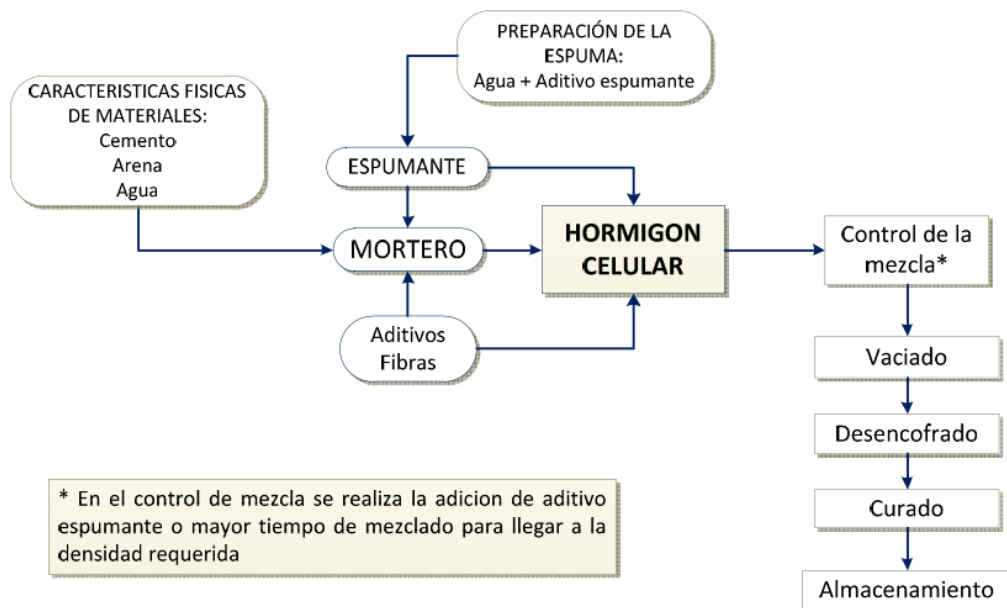 PREPARACIÓN DE LA
ESPUMA:
Agua + Aditivo espumante
CARACTERISTICAS FISICAS
DE MATERIALES:
Cemento
Arena
Agua
ESPUMANTE
MORTERO
HORMIGON
CELULAR
Aditivos
Fibras
Control de la
mezcla*
Vaciado
Desencofrado
Curado
Almacenamiento
* En el control de mezcla se realiza la adicion de aditivo
espumante o mayor tiempo de mezclado para llegar a la
densidad requerida